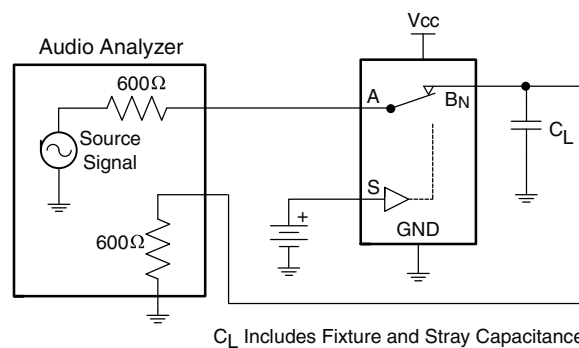 Vcc
Audio Analyzer
600Ω
A
BN
Source
Signal
CL
S
+
600Ω
GND
CL Includes Fixture and Stray Capacitance